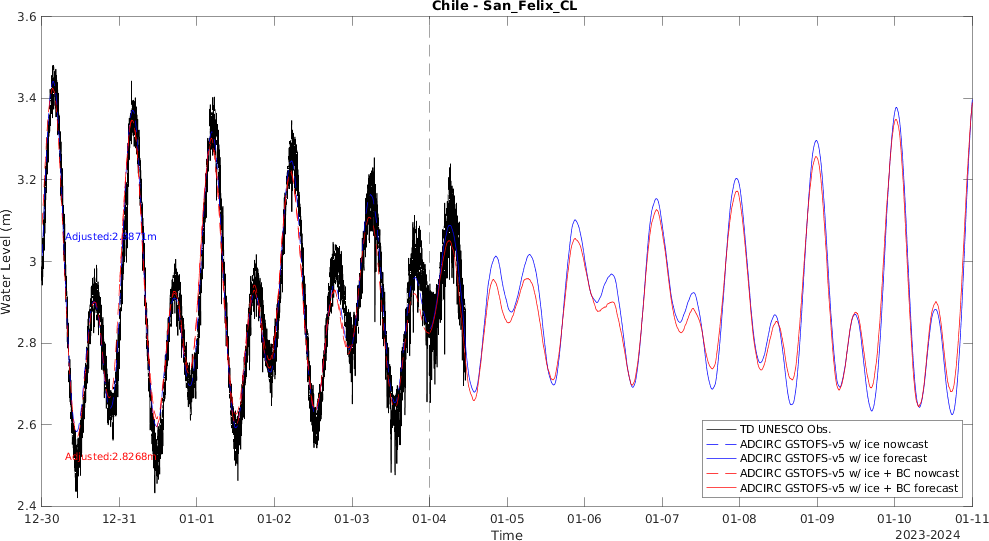 Chile - San_Felix_CL
3.6
3.4
3.2
3
2.8
2.6
2.4
Water Level (m)
Adjusted:2.8268m
12-30
12-31
01-01
01-02
01-03
01-04
01-05
01-06
01-07
01-08
01-09
01-10
01-11
Time
2023-2024
TD UNESCO Obs.
ADCIRC GSTOFS-v5 w/ ice nowcast
ADCIRC GSTOFS-v5 w/ ice forecast
ADCIRC GSTOFS-v5 w/ ice + BC nowcast
ADCIRC GSTOFS-v5 w/ ice + BC forecast